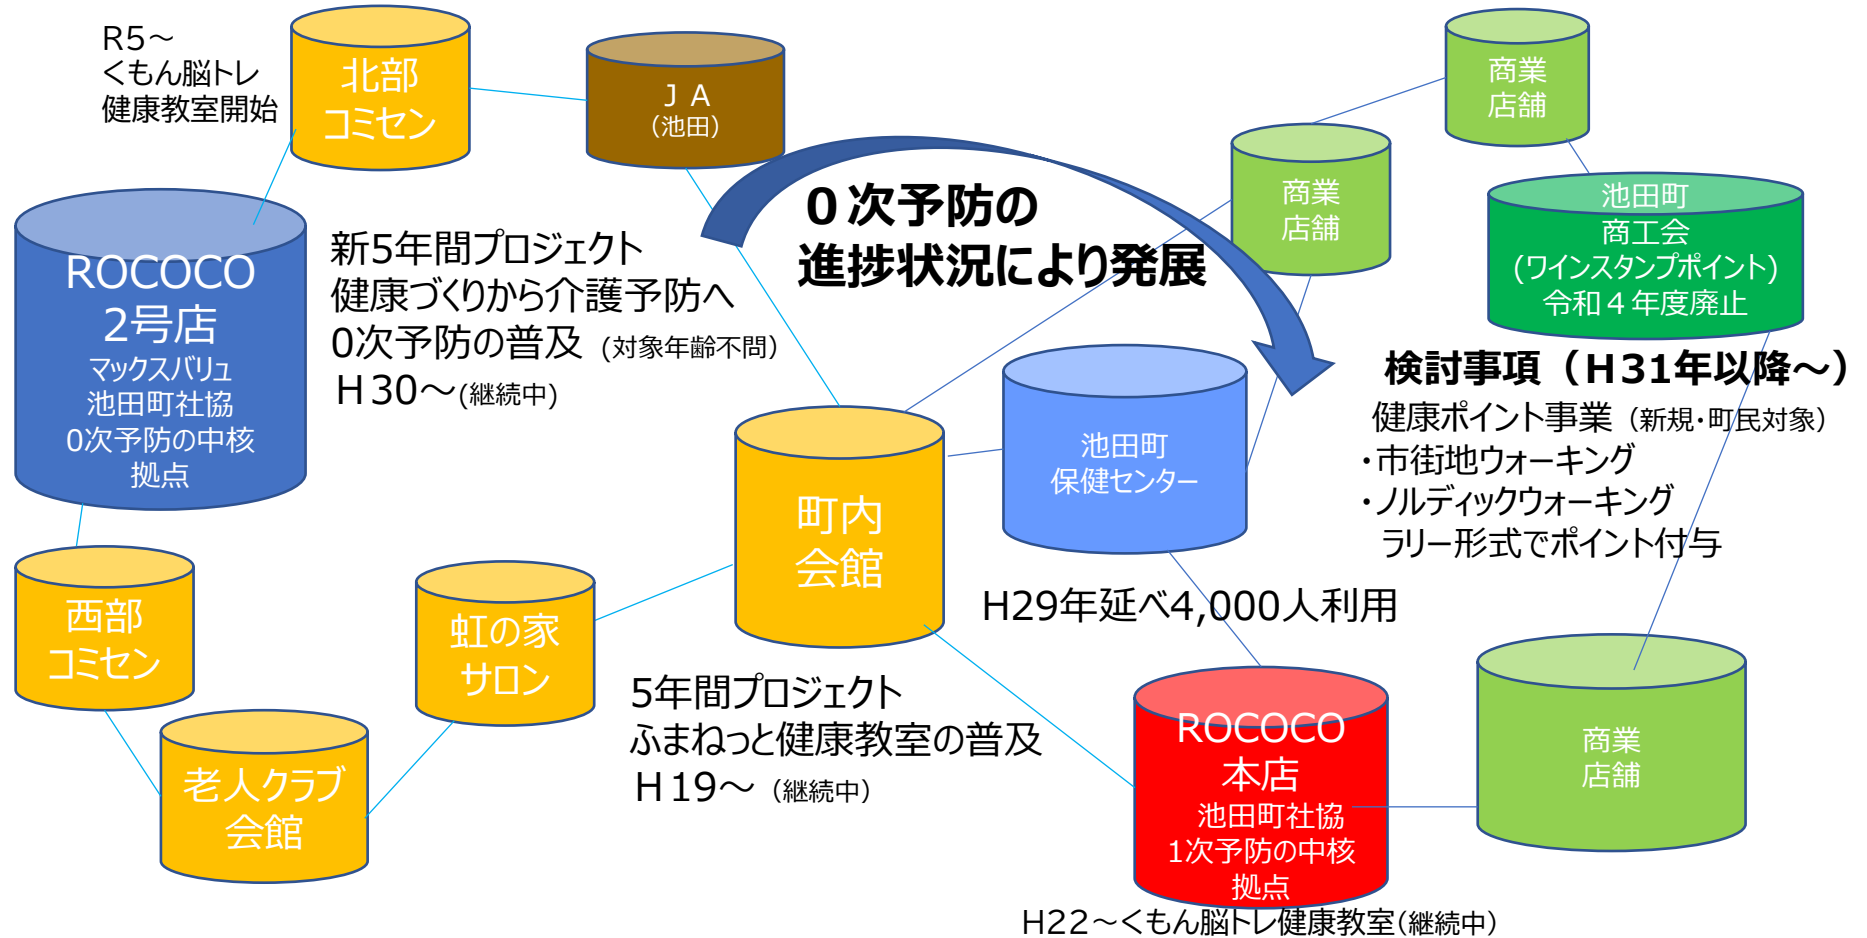 R5～
くもん脳トレ
健康教室開始
北部
コミセン
ＪＡ
（池田）
商業
店舗
商業
店舗
池田町
商工会
(ワインスタンプポイント)
令和４年度廃止
０次予防の
進捗状況により発展
ROCOCO
2号店
マックスバリュ
池田町社協
0次予防の中核
拠点
新5年間プロジェクト
健康づくりから介護予防へ
0次予防の普及 (対象年齢不問）
Ｈ30～(継続中)
検討事項（H31年以降～）
健康ポイント事業（新規・町民対象）
・市街地ウォーキング
・ノルディックウォーキング
ラリー形式でポイント付与
池田町
保健センター
町内
会館
H29年延べ4,000人利用
西部
コミセン
虹の家
サロン
老人クラブ
会館
5年間プロジェクト
ふまねっと健康教室の普及
Ｈ19～（継続中）
ROCOCO
本店
池田町社協
1次予防の中核
拠点
商業
店舗
H22～くもん脳トレ健康教室(継続中）